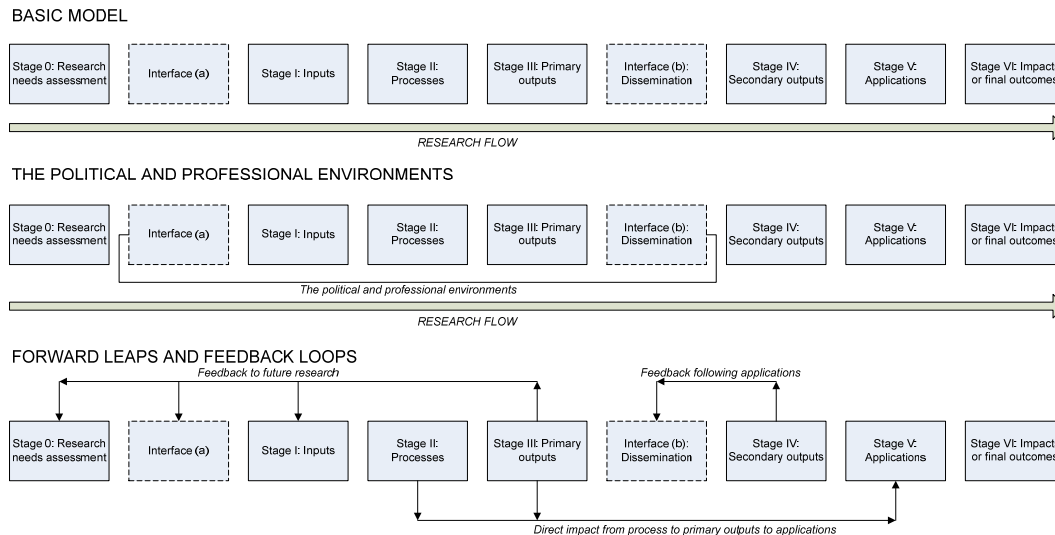 BASIC MODEL
Stage 0: Research
needs assessment
Interface (a)
Stage I: Inputs
Stage II:
Processes
Stage III: Primary
outputs
Interface (b):
Dissemination
Stage IV:
Secondary outputs
Stage V:
Applications
Stage VI: Impact
or final outcomes
RESEARCH FLOW
THE POLITICAL AND PROFESSIONAL ENVIRONMENTS
Stage 0: Research
needs assessment
Interface (a)
Stage I: Inputs
Stage II:
Processes
Stage III: Primary
outputs
Interface (b):
Dissemination
Stage IV:
Secondary outputs
Stage V:
Applications
Stage VI: Impact
or final outcomes
The political and professional environments
RESEARCH FLOW
FORWARD LEAPS AND FEEDBACK LOOPS
Feedback to future research
Feedback following applications
Stage 0: Research
needs assessment
Interface (a)
Stage I: Inputs
Stage II:
Processes
Stage III: Primary
outputs
Interface (b):
Dissemination
Stage IV:
Secondary outputs
Stage V:
Applications
Stage VI: Impact
or final outcomes
Direct impact from process to primary outputs to applications